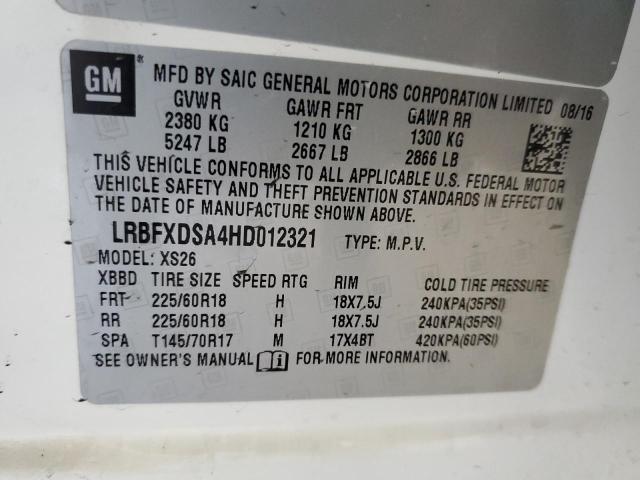 GM
MFD BY SAIC GENERAL MOTORS CORPORATION LIMITED 08/16
GVWR GAWR FRT GAWR RR
2380 KG 1210 KG 1300 KG
5247 LB 2667 LB 2866 LB
THIS VEHICLE CONFORMS TO ALL APPLICABLE U.S. FEDERAL MOTOR
VEHICLE SAFETY AND THEFT PREVENTION STANDARDS IN EFFECT ON
THE DATE OF MANUFACTURE SHOWN ABOVE.
LRBFXDSA4HD012321 TYPE: M.P.V.
MODEL: XS26
XBBD TIRE SIZE SPEED RTG RIM COLD TIRE PRESSURE
FRT 225/60R18 H 18X7.5J 240KPA(35PSI)
RR 225/60R18 H 18X7.5J 240KPA(35PSI)
SPA T145/70R17 M 17X4BT 420KPA(60PSI)
SEE OWNER'S MANUAL FOR MORE INFORMATION.